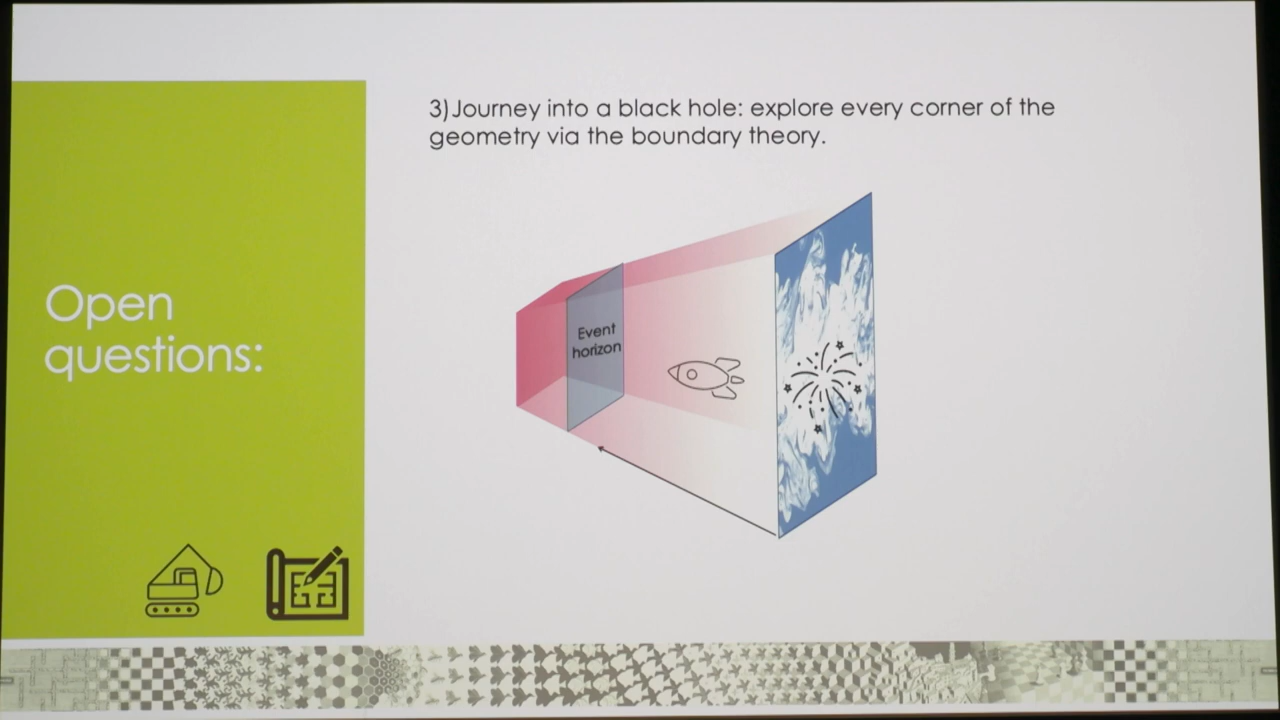 3)Journey into a black hole: explore every corner of the
geometry via the boundary theory.
Open
questions:
Event
horizon